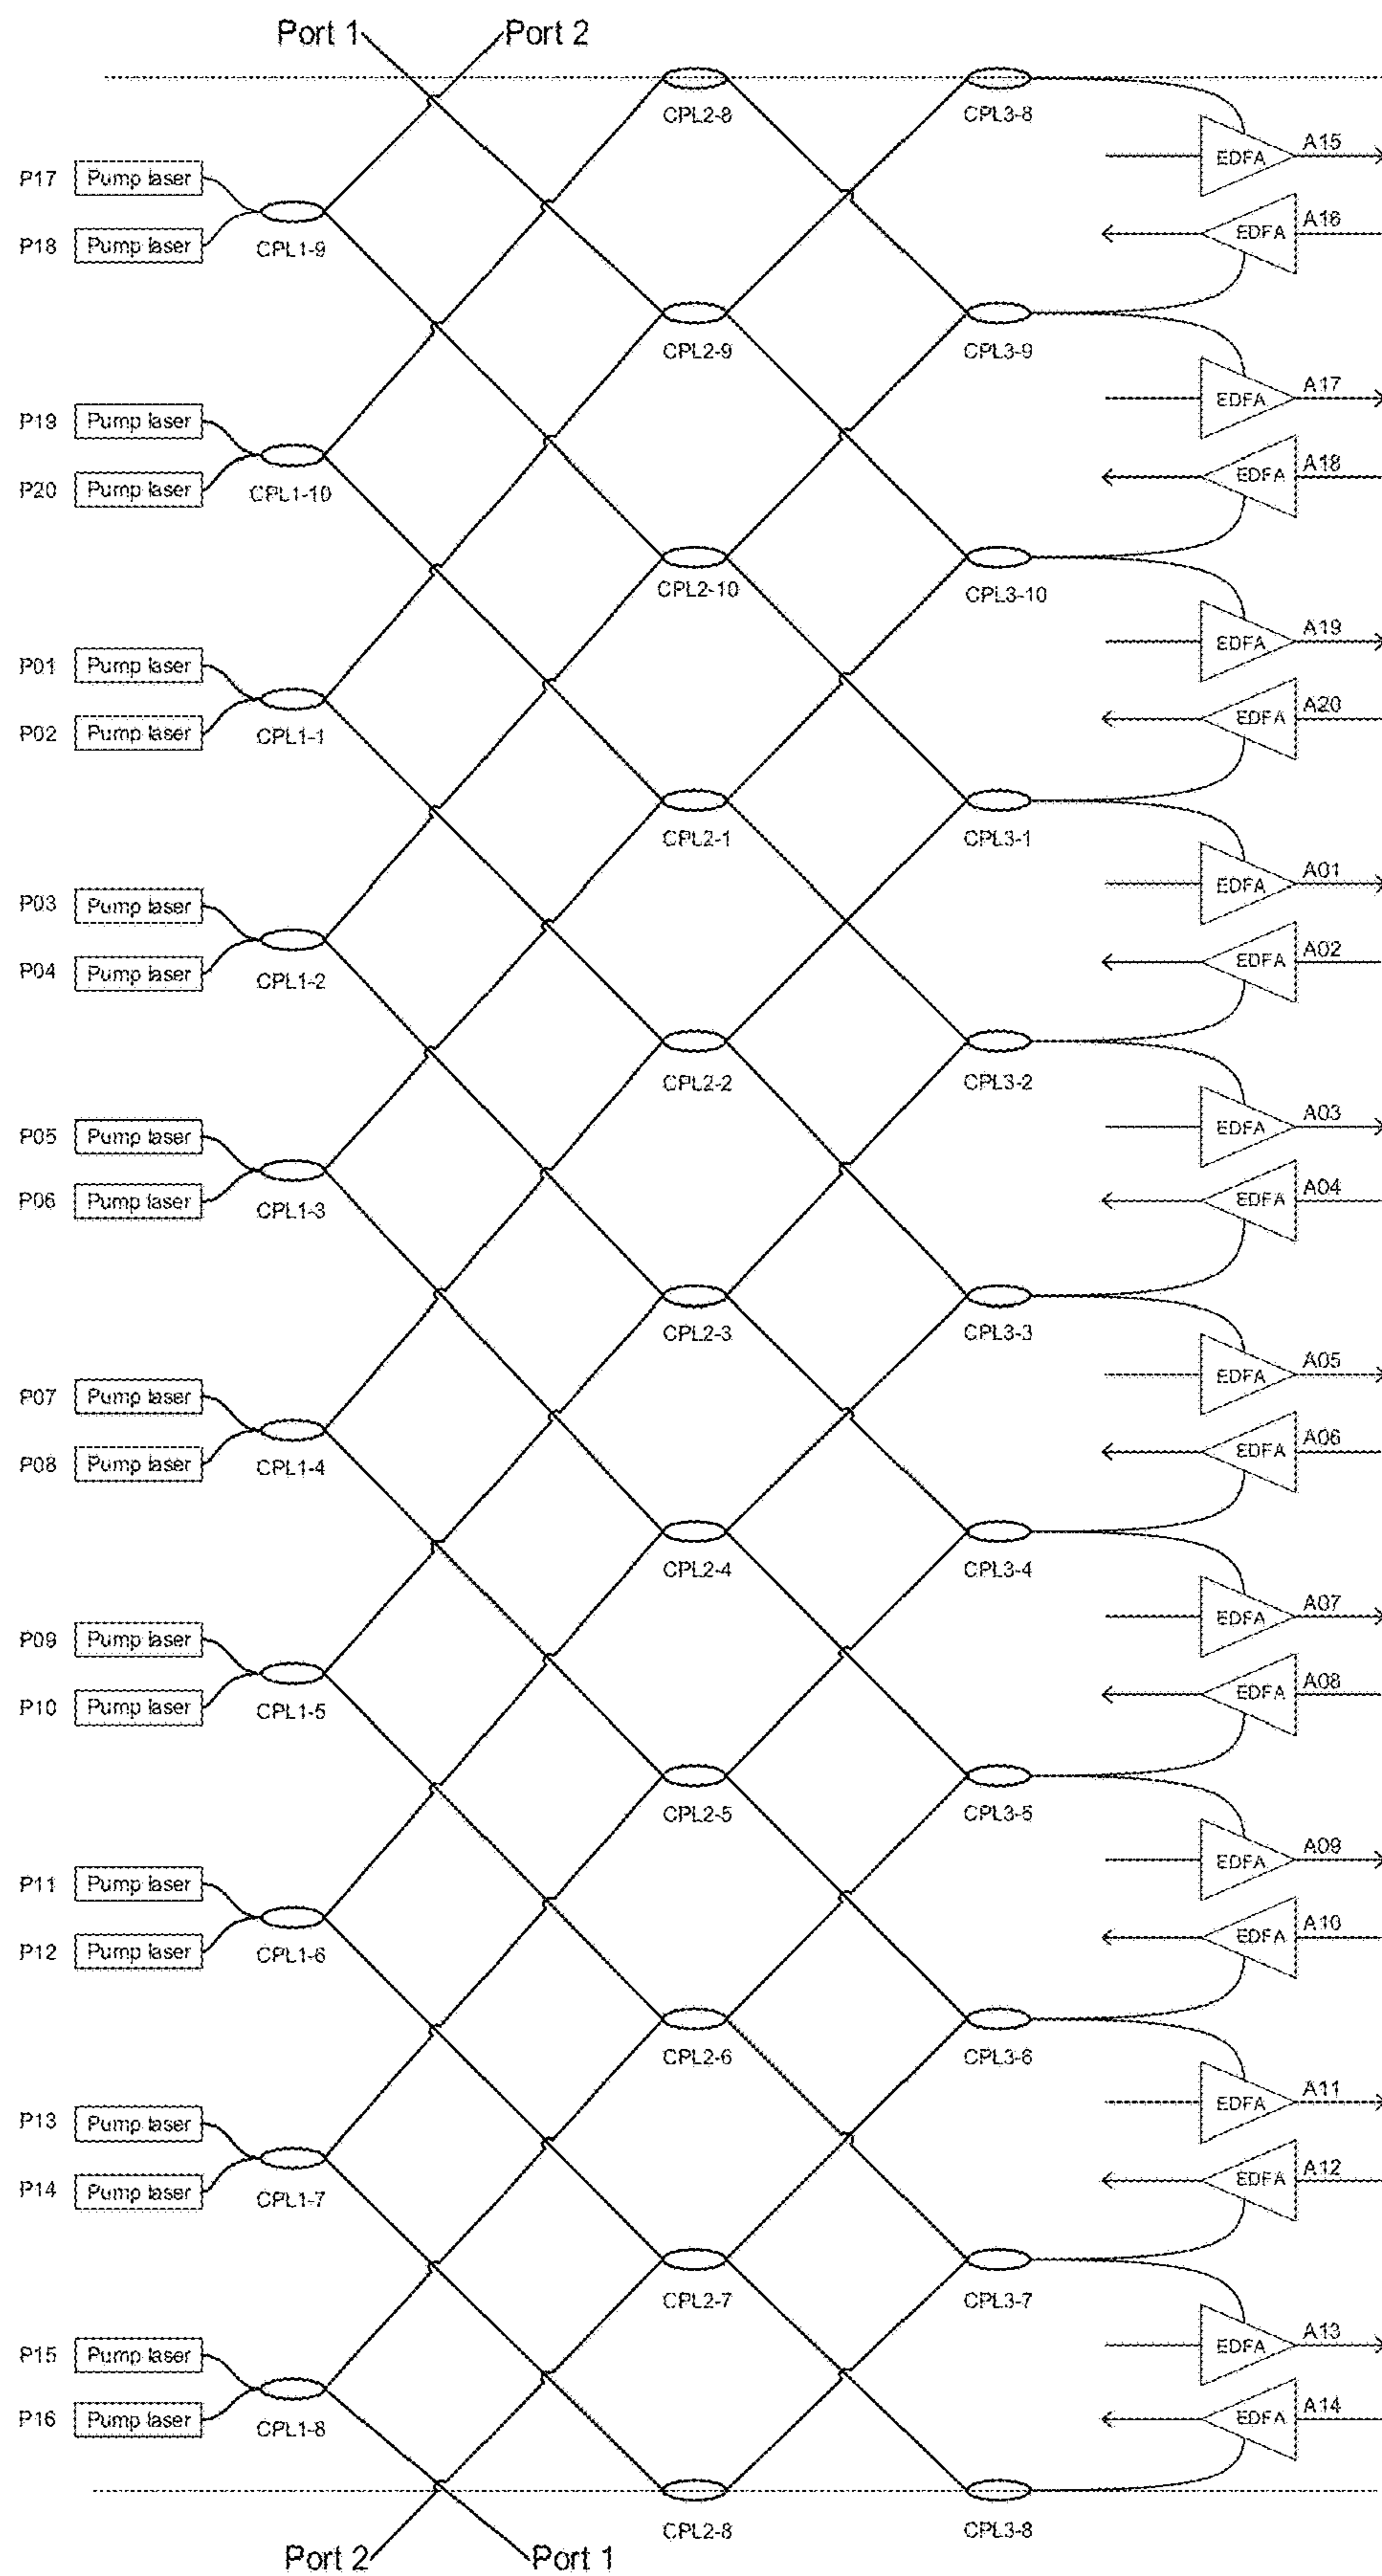 Port 1 Port 2
CPL2-8 CPL3-8
EDFA A15
P17 Pump laser
EDFA A16
P18 Pump laser
CPL1-9
CPL2-9 CPL3-9
EDFA A17
P19 Pump laser
EDFA A18
P20 Pump laser
CPL1-10
CPL2-10 CPL3-10
EDFA A19
P01 Pump laser
EDFA A20
P02 Pump laser
CPL1-1
CPL2-1 CPL3-1
EDFA A01
P03 Pump laser
EDFA A02
P04 Pump laser
CPL1-2
CPL2-2 CPL3-2
EDFA A03
P05 Pump laser
EDFA A04
P06 Pump laser
CPL1-3
CPL2-3 CPL3-3
EDFA A05
P07 Pump laser
EDFA A06
P08 Pump laser
CPL1-4
CPL2-4 CPL3-4
EDFA A07
P09 Pump laser
EDFA A08
P10 Pump laser
CPL1-5
CPL2-5 CPL3-5
EDFA A09
P11 Pump laser
EDFA A10
P12 Pump laser
CPL1-6
CPL2-6 CPL3-6
EDFA A11
P13 Pump laser
EDFA A12
P14 Pump laser
CPL1-7
CPL2-7 CPL3-7
EDFA A13
P15 Pump laser
EDFA A14
P16 Pump laser
CPL1-8
CPL2-8 CPL3-8
Port 2 Port 1